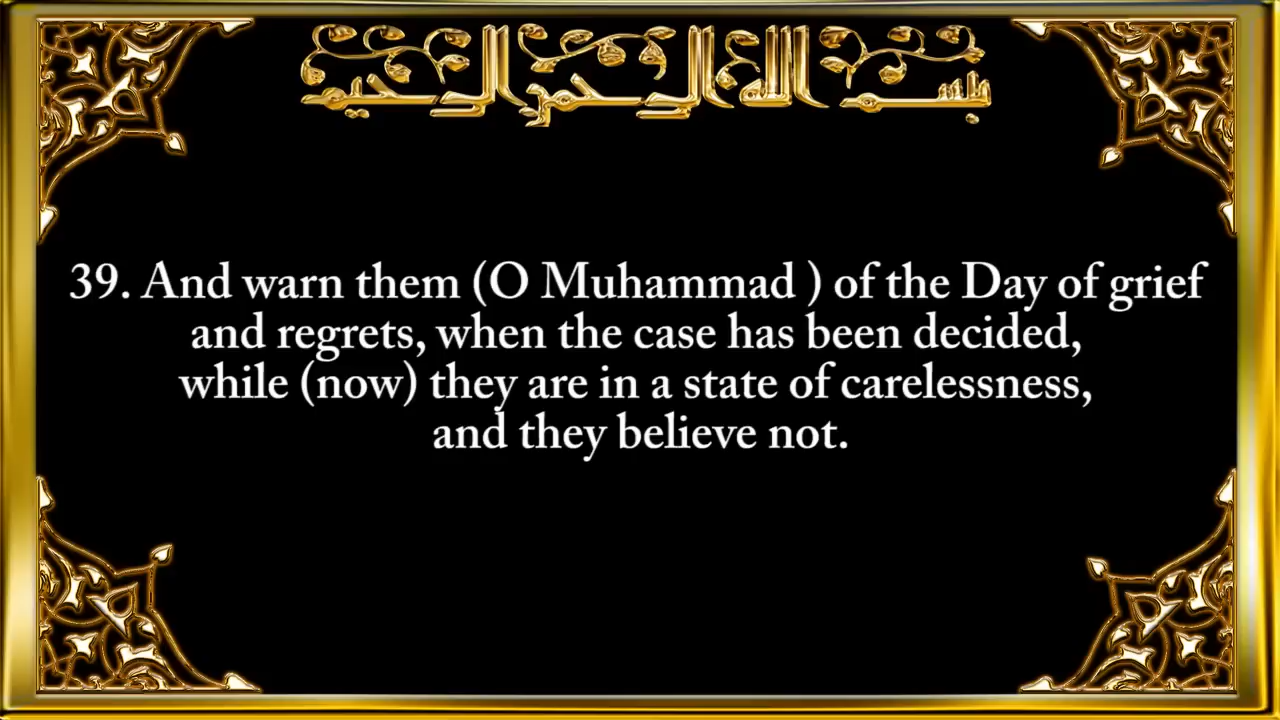 بسم الله الرحمن الرحيم
39. And warn them (O Muhammad ) of the Day of grief
and regrets, when the case has been decided,
while (now) they are in a state of carelessness,
and they believe not.